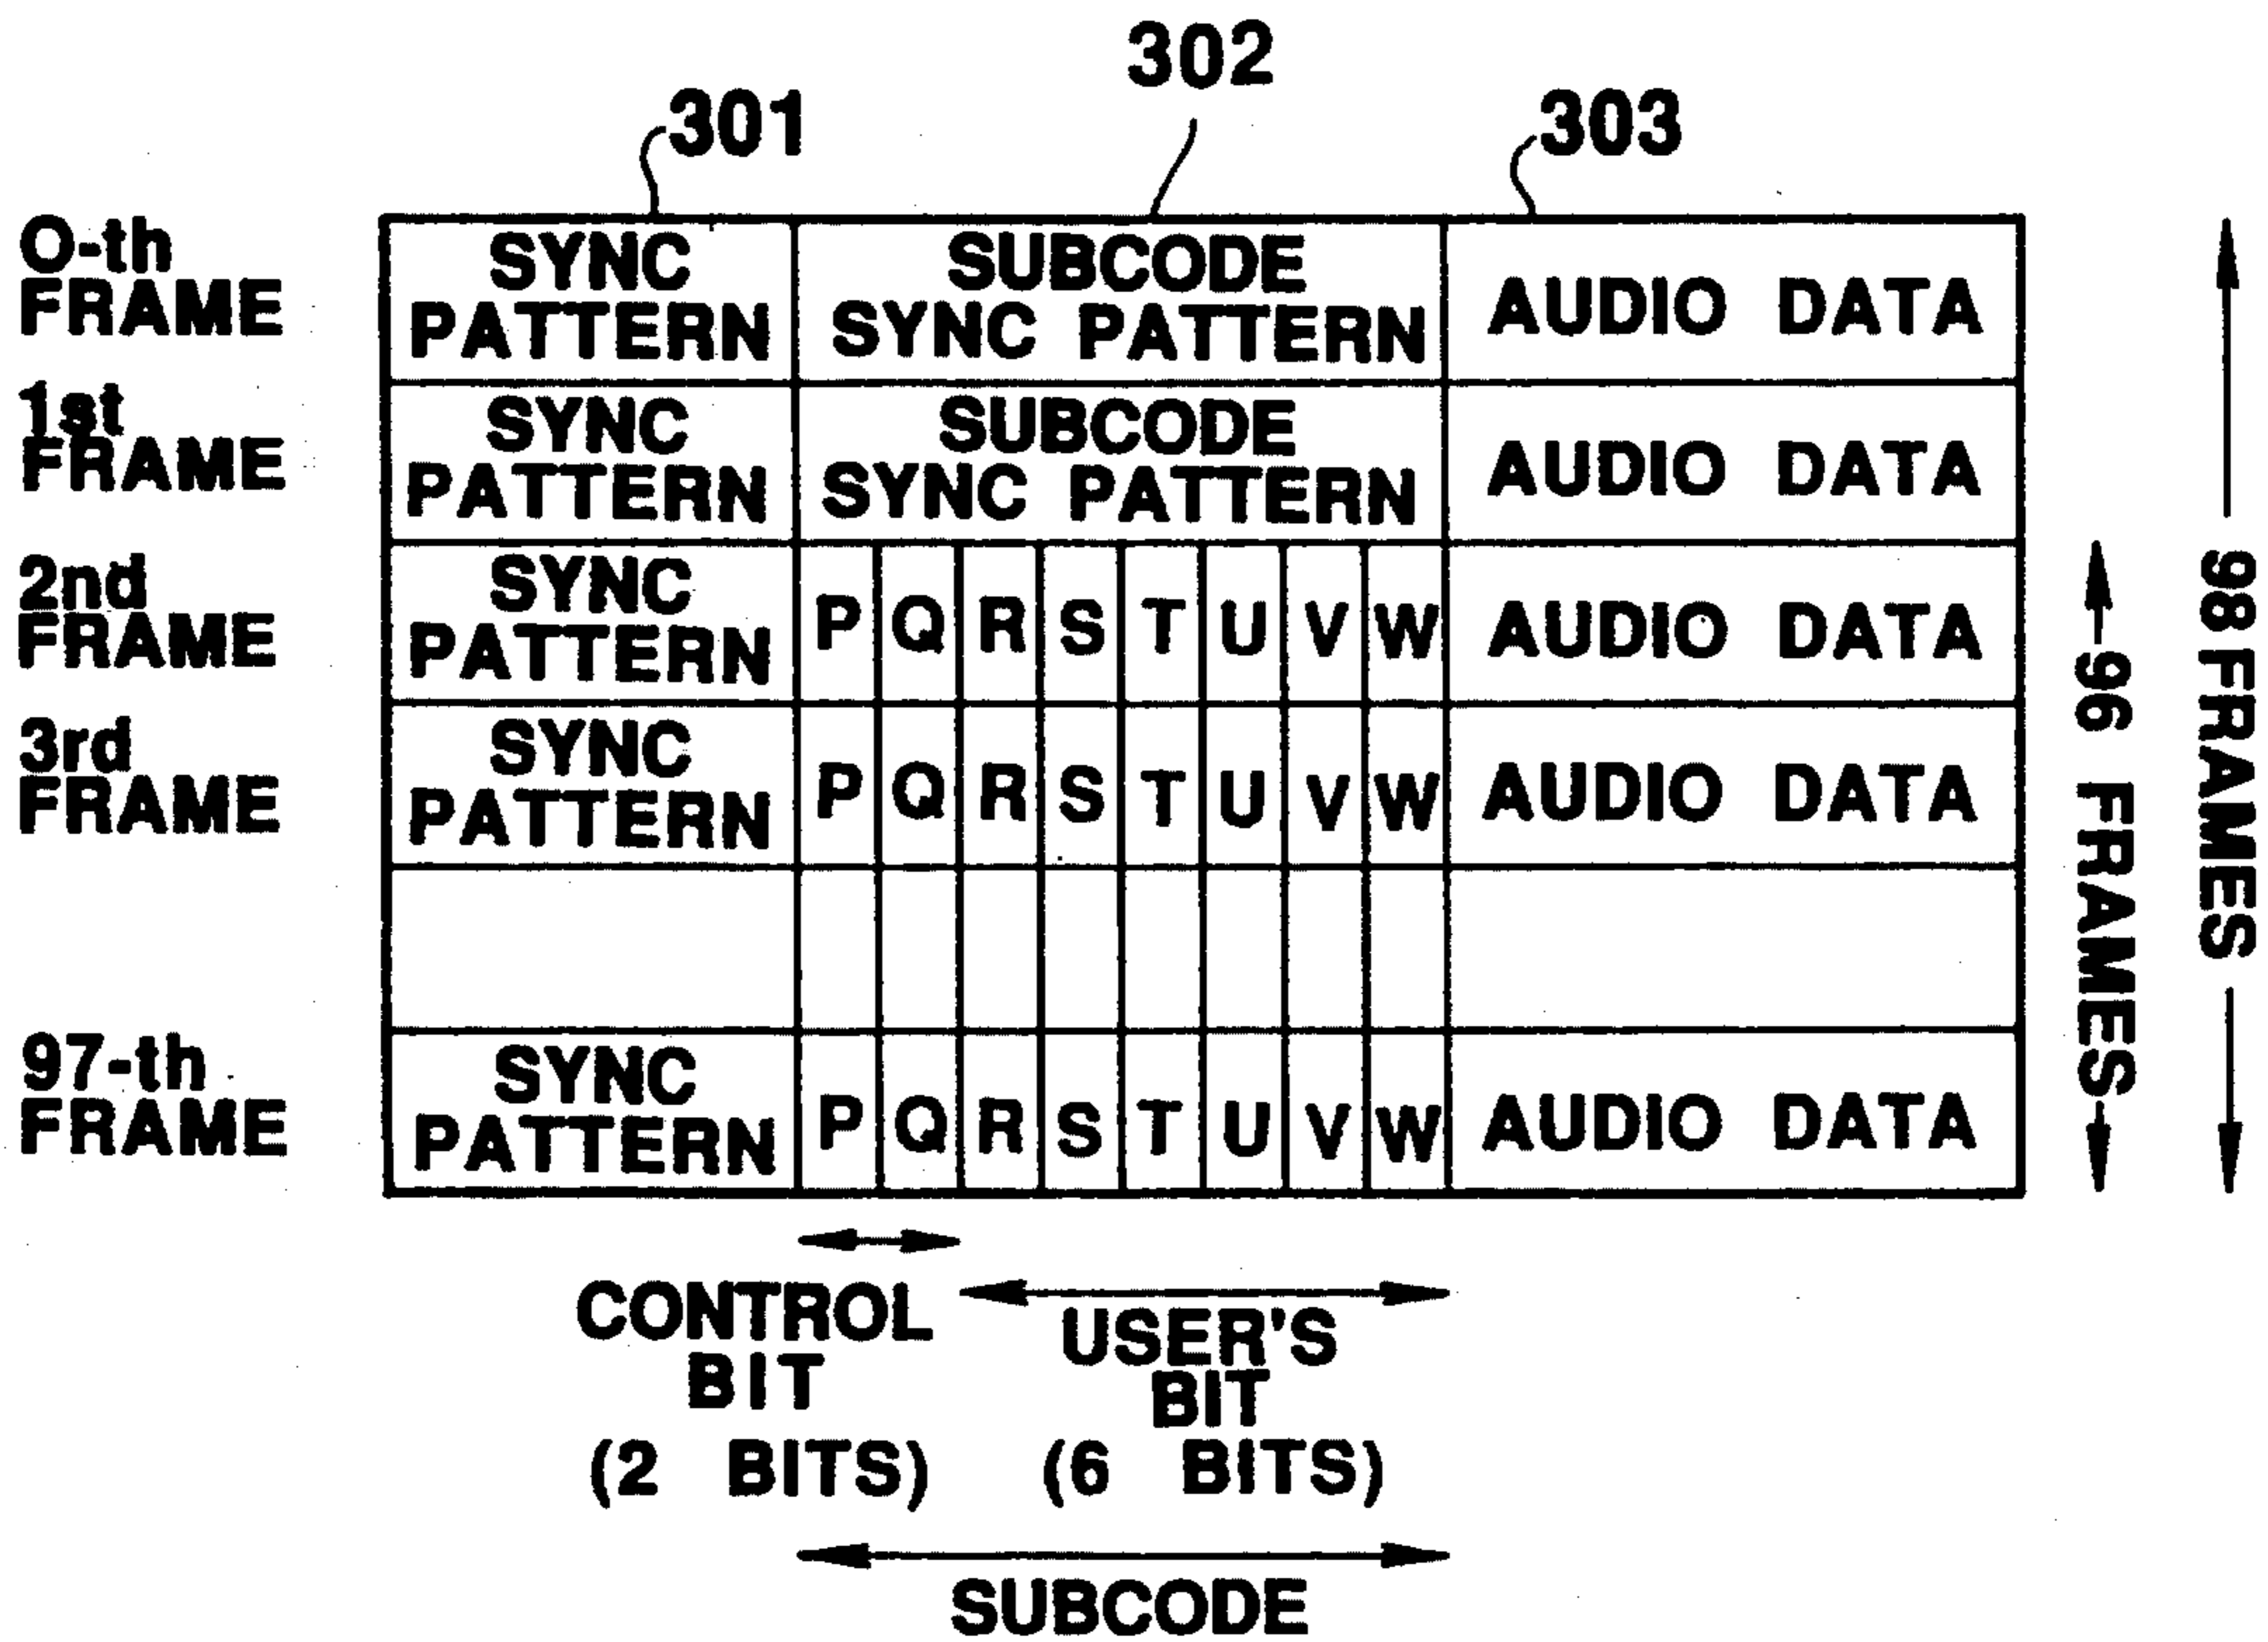 302
301
303
0-th
FRAME
SYNC
PATTERN
SUBCODE
SYNC PATTERN
AUDIO DATA
1st
FRAME
SYNC
PATTERN
SUBCODE
SYNC PATTERN
AUDIO DATA
2nd
FRAME
SYNC
PATTERN
P Q R S T U V W
AUDIO DATA
3rd
FRAME
SYNC
PATTERN
P Q R S T U V W
AUDIO DATA
97-th
FRAME
SYNC
PATTERN
P Q R S T U V W
AUDIO DATA
96 FRAMES
98 FRAMES
CONTROL
BIT
(2 BITS)
USER'S
BIT
(6 BITS)
SUBCODE